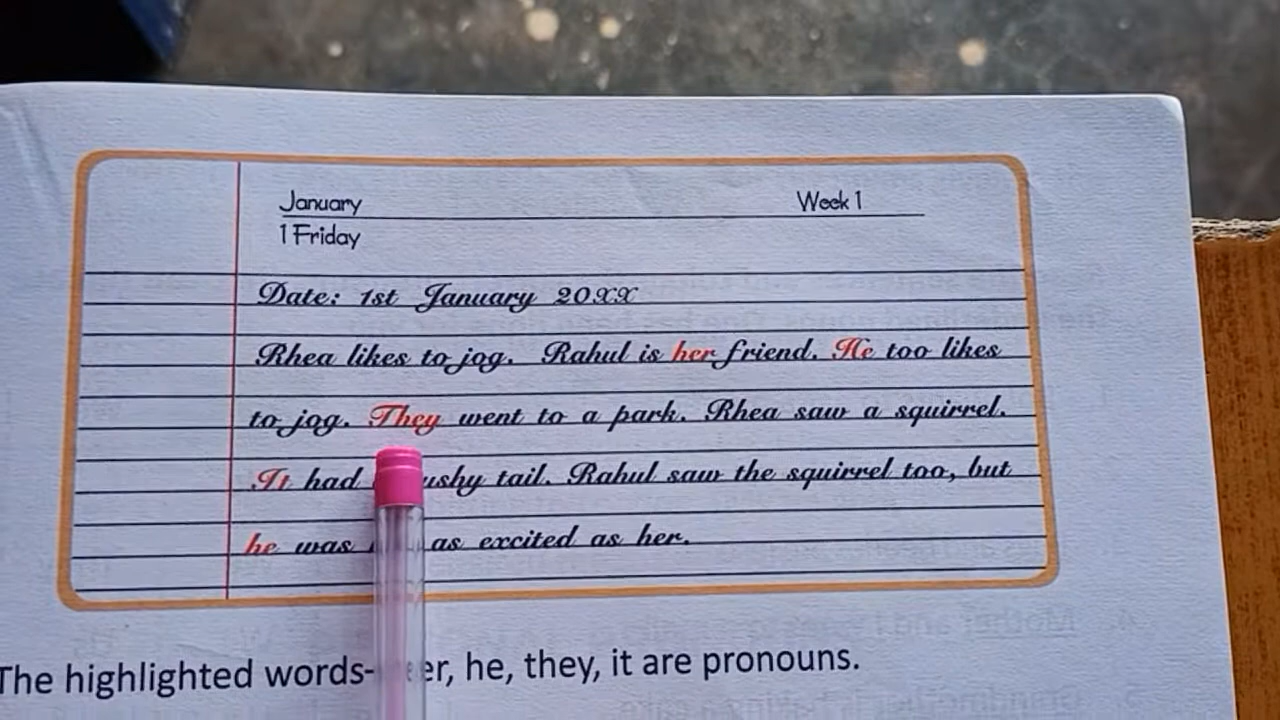 January Week 1
1 Friday
Date: 1st January 20XX
Rhea likes to jog. Rahul is her friend. He too likes
to jog. They went to a park. Rhea saw a squirrel.
It had ushy tail. Rahul saw the squirrel too, but
he was as excited as her.
The highlighted words- er, he, they, it are pronouns.